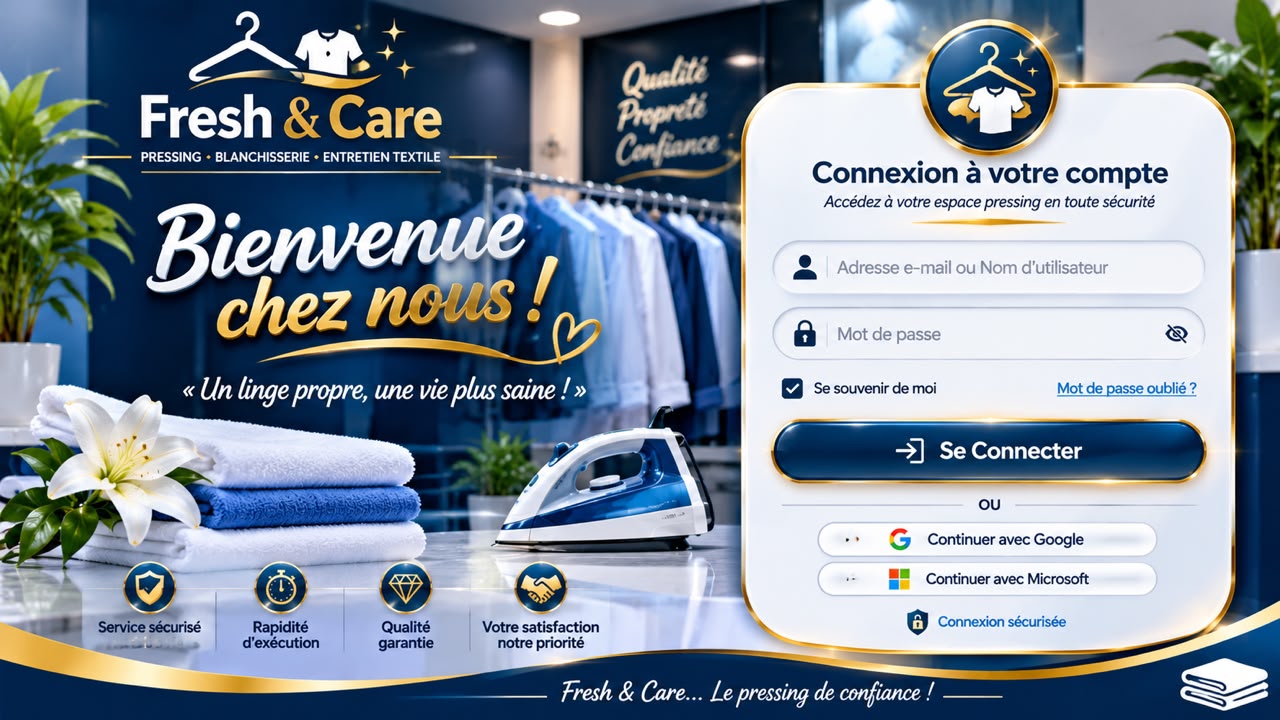 Fresh & Care
PRESSING • BLANCHISSERIE • ENTRETIEN TEXTILE
Qualité
Propreté
Confiance
Bienvenue
chez nous !
« Un linge propre, une vie plus saine ! »
Service sécurisé
Rapidité
d'exécution
Qualité
garantie
Votre satisfaction
notre priorité
Connexion à votre compte
Accédez à votre espace pressing en toute sécurité
Adresse e-mail ou Nom d'utilisateur
Mot de passe
Se souvenir de moi
Mot de passe oublié ?
Se Connecter
OU
Continuer avec Google
Continuer avec Microsoft
Connexion sécurisée
Fresh & Care... Le pressing de confiance !